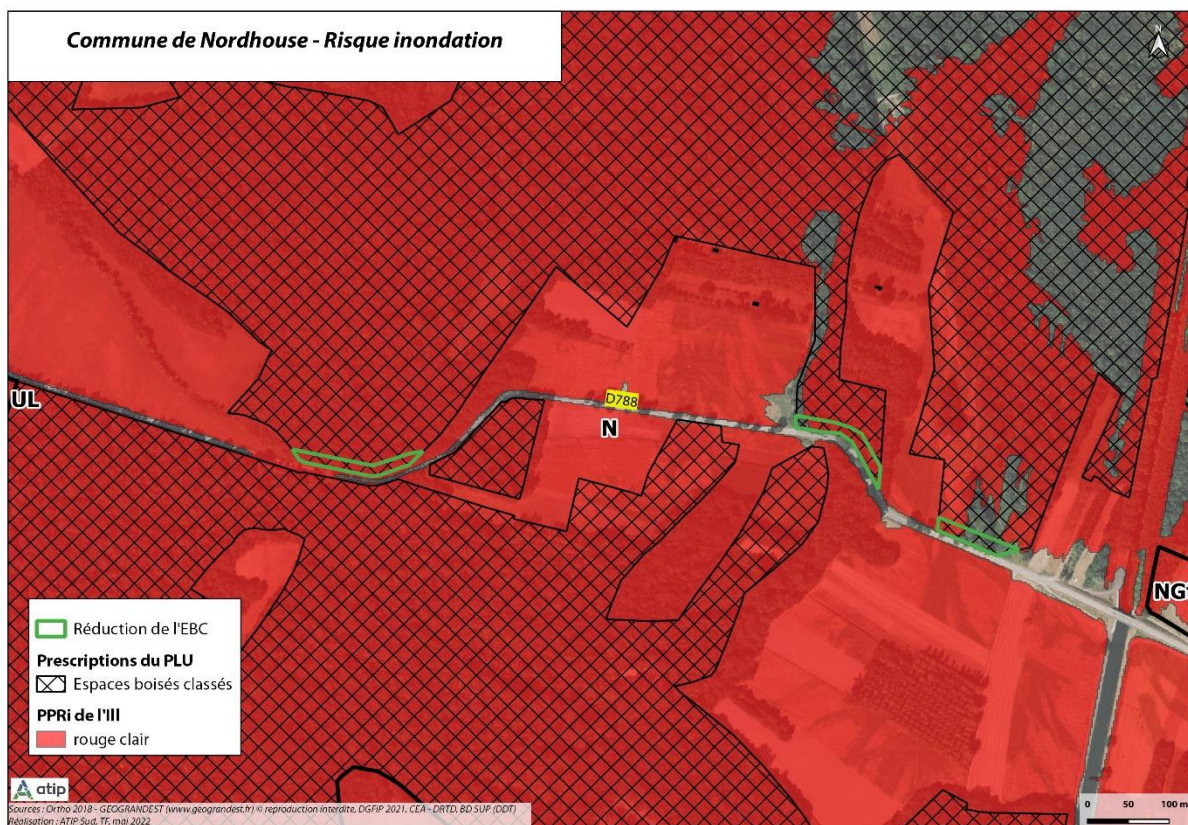 Commune de Nordhouse - Risque inondation
N
UL
D788
N
NG1
Réduction de l'EBC
Prescriptions du PLU
Espaces boisés classés
PPRi de l'Ill
rouge clair
atip
0 50 100 m
Sources : Ortho 2018 - GEOGRANDEST (www.geograndest.fr) © reproduction interdite, DGFiP 2021, CEA - DRTD, BD SUP (DDT)
Réalisation : ATIP Sud, TF, mai 2022